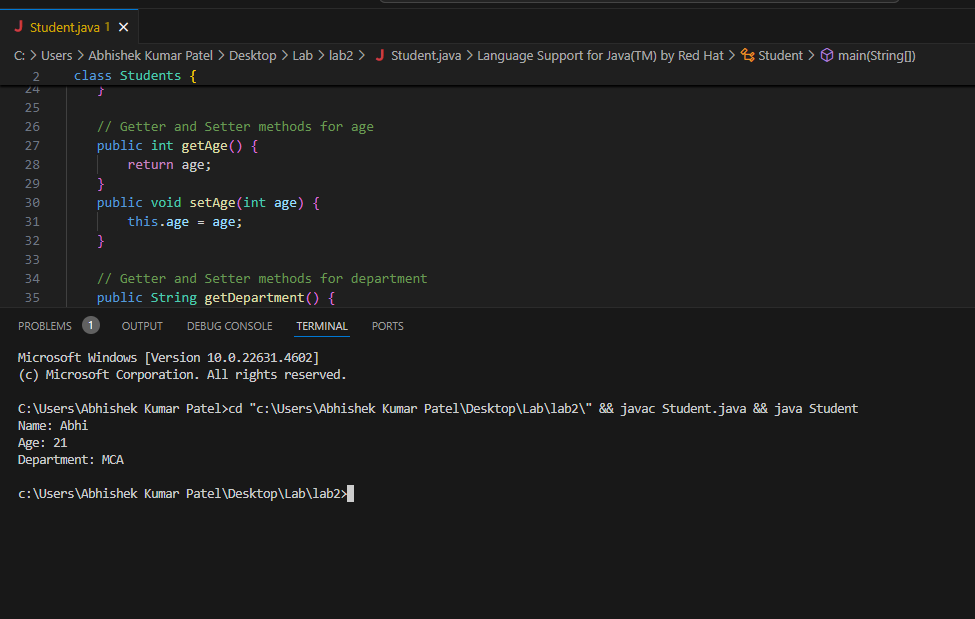 J Student.java 1 ×
C: > Users > Abhishek Kumar Patel > Desktop > Lab > lab2 > J Student.java > Language Support for Java(TM) by Red Hat > Student > main(String[])
2 class Students {
24 }
25
26 // Getter and Setter methods for age
27 public int getAge() {
28 return age;
29 }
30 public void setAge(int age) {
31 this.age = age;
32 }
33
34 // Getter and Setter methods for department
35 public String getDepartment() {
PROBLEMS 1 OUTPUT DEBUG CONSOLE TERMINAL PORTS
Microsoft Windows [Version 10.0.22631.4602]
(c) Microsoft Corporation. All rights reserved.
C:\Users\Abhishek Kumar Patel>cd "c:\Users\Abhishek Kumar Patel\Desktop\Lab\lab2\" && javac Student.java && java Student
Name: Abhi
Age: 21
Department: MCA
c:\Users\Abhishek Kumar Patel\Desktop\Lab\lab2>